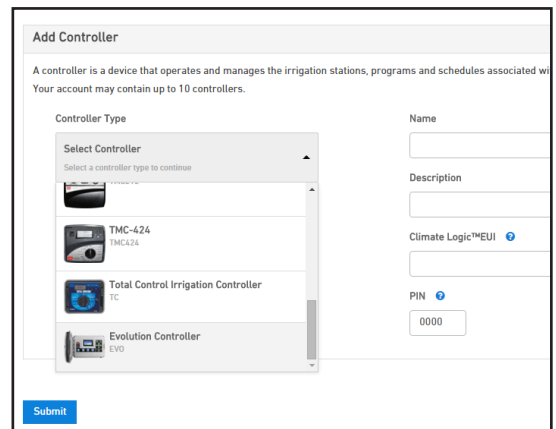 Add Controller
A controller is a device that operates and manages the irrigation stations, programs and schedules associated wi
Your account may contain up to 10 controllers.
Controller Type
Name
Select Controller
Select a controller type to continue
Description
TMC-424
TMC424
Climate Logic™EUI
Total Control Irrigation Controller
TC
PIN
0000
Evolution Controller
EVO
Submit